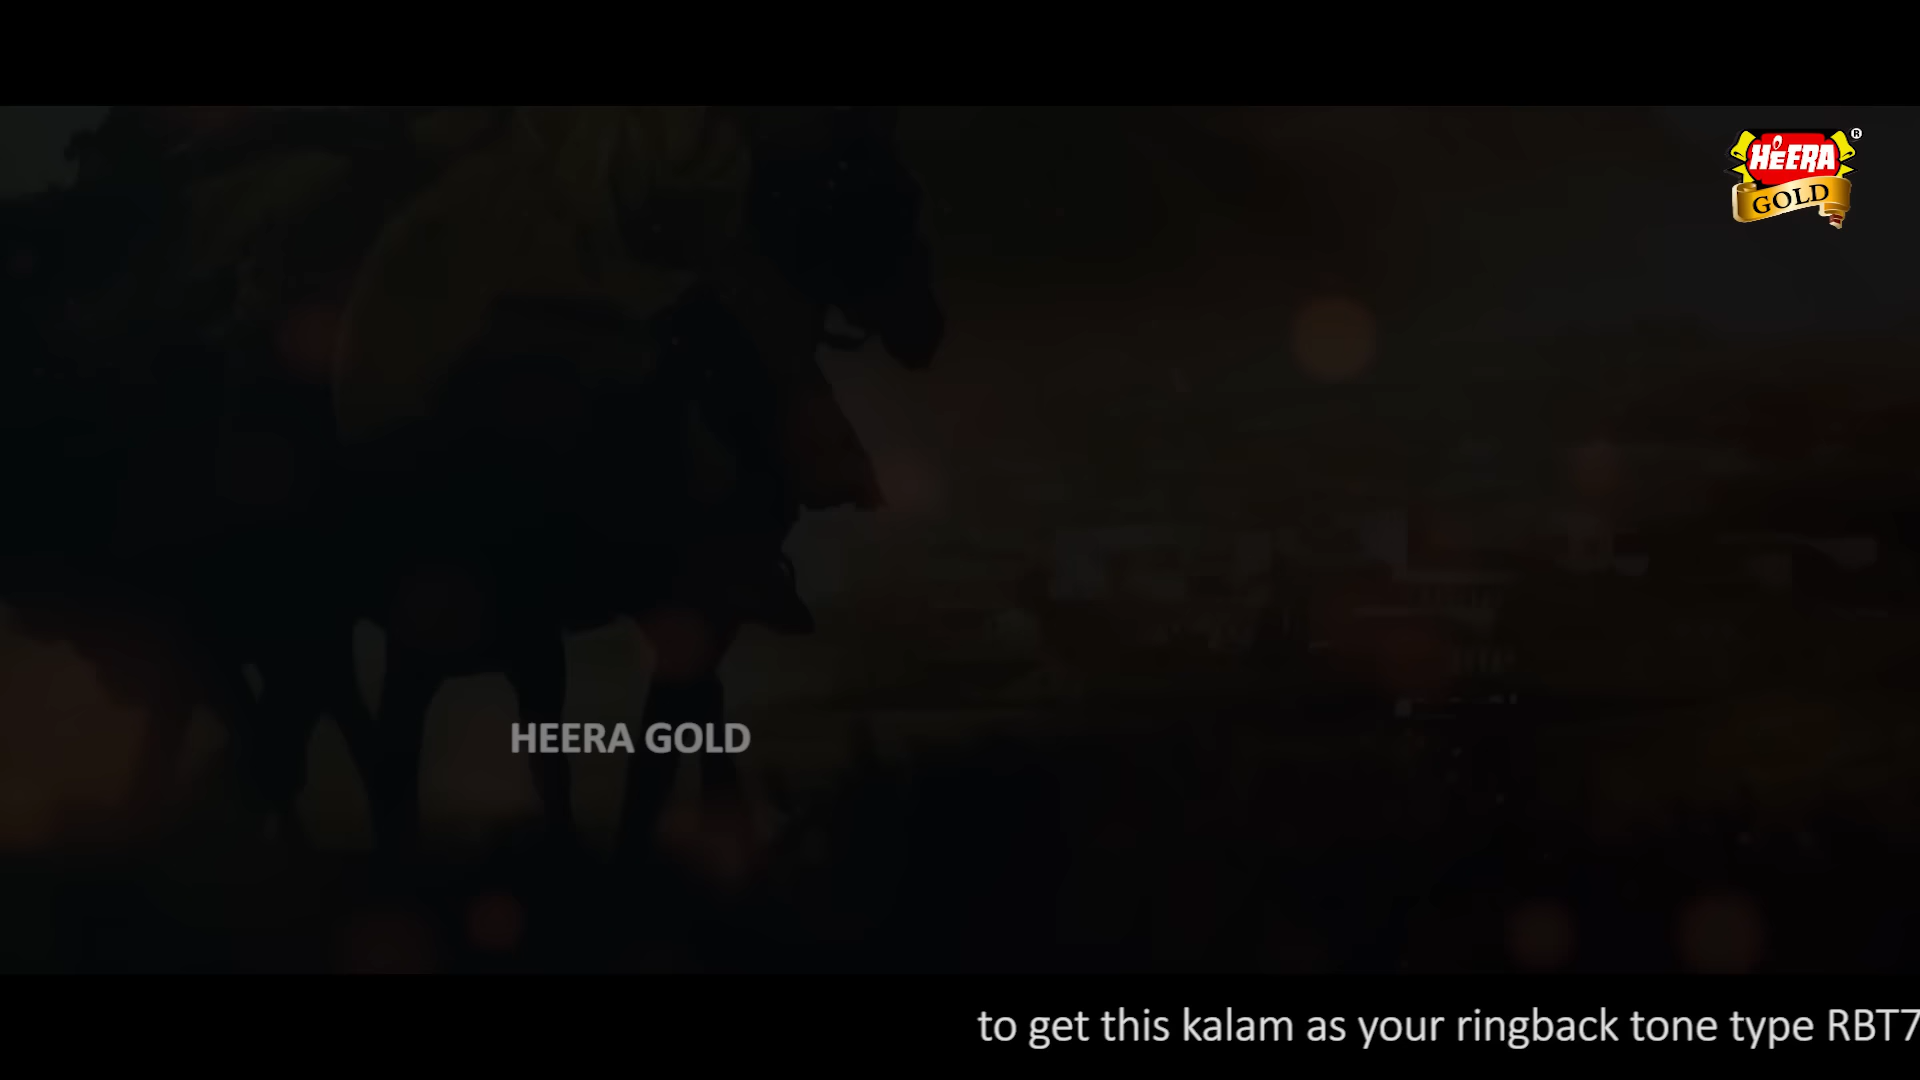 HEERA
GOLD
HEERA GOLD
to get this kalam as your ringback tone type RBT7